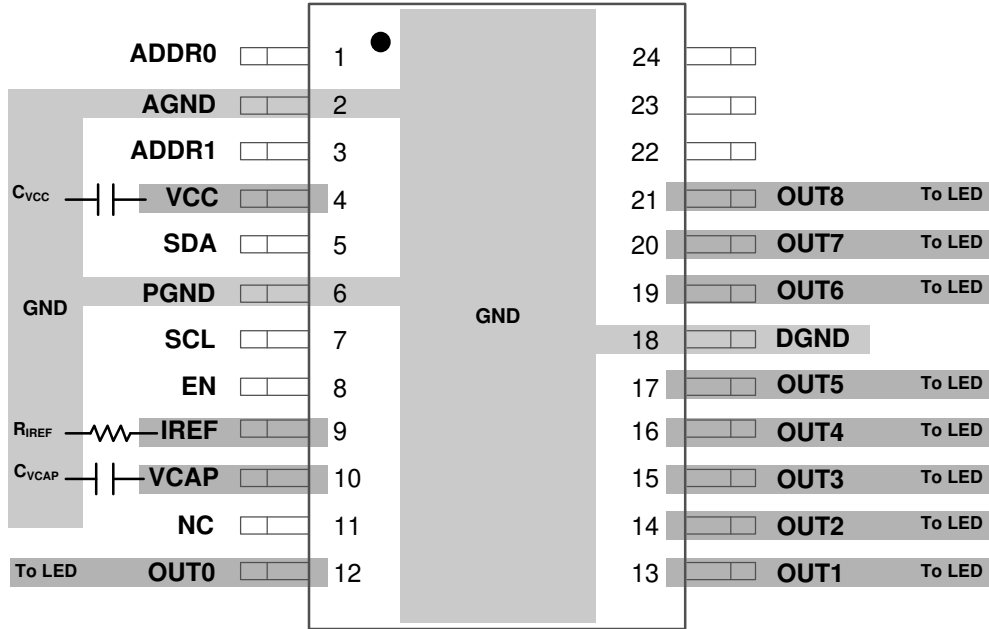 ADDR0 1 24
AGND 2 23
ADDR1 3 22
CVCC VCC 4 21 OUT8 To LED
SDA 5 20 OUT7 To LED
PGND 6 19 OUT6 To LED
GND GND
SCL 7 18 DGND
EN 8 17 OUT5 To LED
RIREF IREF 9 16 OUT4 To LED
CVCAP VCAP 10 15 OUT3 To LED
NC 11 14 OUT2 To LED
To LED OUT0 12 13 OUT1 To LED